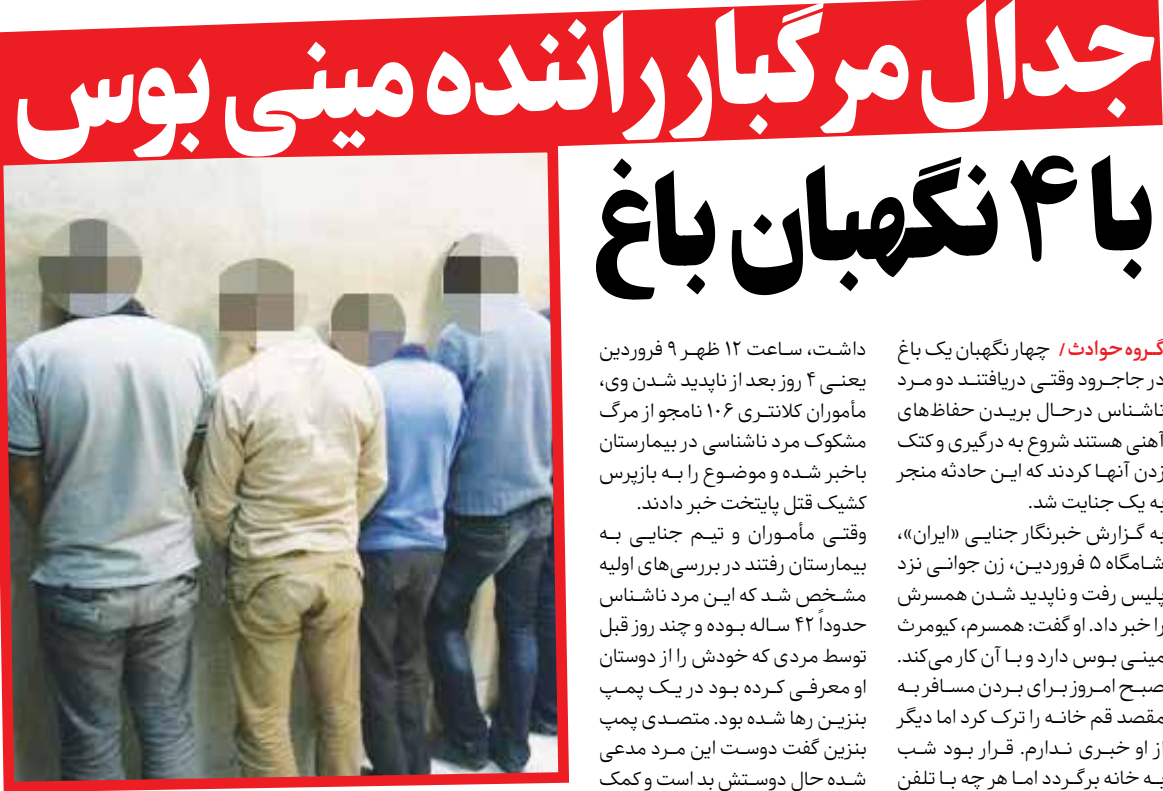 جدال مرگبار راننده مینی بوس
با ۴ نگهبان باغ
گروه حوادث / چهار نگهبان یک باغ
در جاجرود وقتی دریافتند دو مرد
ناشناس درحال بریدن حفاظ‌های
آهنی هستند شروع به درگیری و کتک
زدن آنها کردند که این حادثه منجر
به یک جنایت شد.
به گزارش خبرنگار جنایی «ایران»،
شامگاه ۵ فروردین، زن جوانی نزد
پلیس رفت و ناپدید شدن همسرش
را خبر داد. او گفت: همسرم، کیومرث
مینی بوس دارد و با آن کار می‌کند.
صبح امروز برای بردن مسافر به
مقصد قم خانه را ترک کرد اما دیگر
از او خبری ندارم. قرار بود شب
به خانه برگردد اما هر چه با تلفن
داشت، ساعت ۱۲ ظهر ۹ فروردین
یعنی ۴ روز بعد از ناپدید شدن وی،
مأموران کلانتری ۱۰۶ نامجو از مرگ
مشکوک مرد ناشناسی در بیمارستان
باخبر شده و موضوع را به بازپرس
کشیک قتل پایتخت خبر دادند.
وقتی مأموران و تیم جنایی به
بیمارستان رفتند در بررسی‌های اولیه
مشخص شد که این مرد ناشناس
حدوداً ۴۲ ساله بوده و چند روز قبل
توسط مردی که خودش را از دوستان
او معرفی کرده بود در یک پمپ
بنزین رها شده بود. متصدی پمپ
بنزین گفت دوست این مرد مدعی
شده حال دوستش بد است و کمک